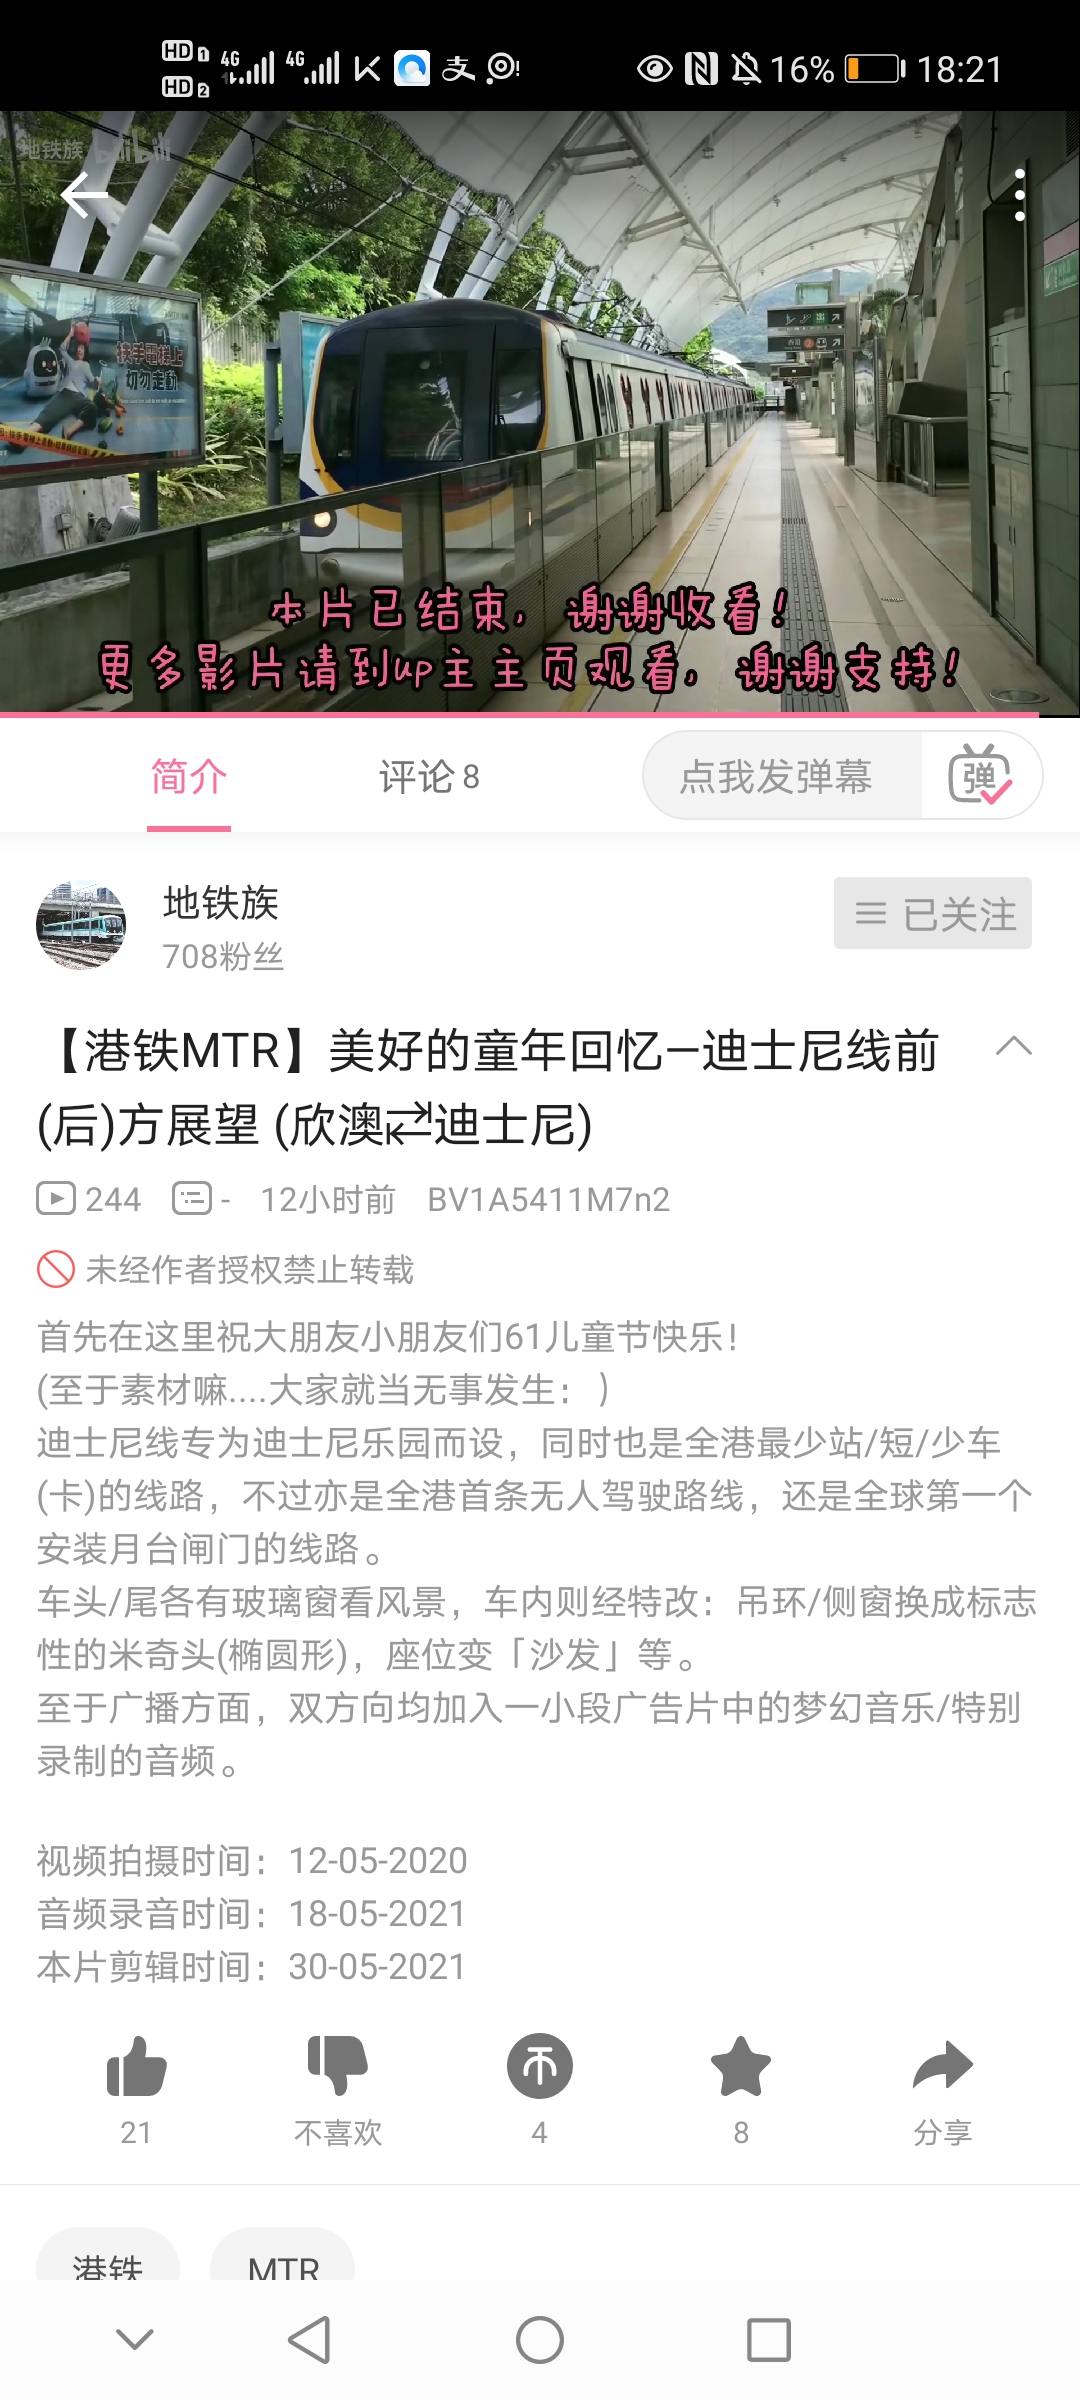 HD 1 4G 4G 16% 18:21
HD 2
地铁族 bilibili
扶手電梯上
切勿走動
本片已结束，谢谢收看！
更多影片请到up主主页观看，谢谢支持！
简介 评论 8 点我发弹幕 弹
地铁族
708粉丝
已关注
【港铁MTR】美好的童年回忆—迪士尼线前
(后)方展望 (欣澳⇄迪士尼)
244 - 12小时前 BV1A5411M7n2
未经作者授权禁止转载
首先在这里祝大朋友小朋友们61儿童节快乐！
(至于素材嘛....大家就当无事发生：)
迪士尼线专为迪士尼乐园而设，同时也是全港最少站/短/少车
(卡)的线路，不过亦是全港首条无人驾驶路线，还是全球第一个
安装月台闸门的线路。
车头/尾各有玻璃窗看风景，车内则经特改：吊环/侧窗换成标志
性的米奇头(椭圆形)，座位变「沙发」等。
至于广播方面，双方向均加入一小段广告片中的梦幻音乐/特别
录制的音频。
视频拍摄时间：12-05-2020
音频录音时间：18-05-2021
本片剪辑时间：30-05-2021
21 不喜欢 4 8 分享
港铁 MTR